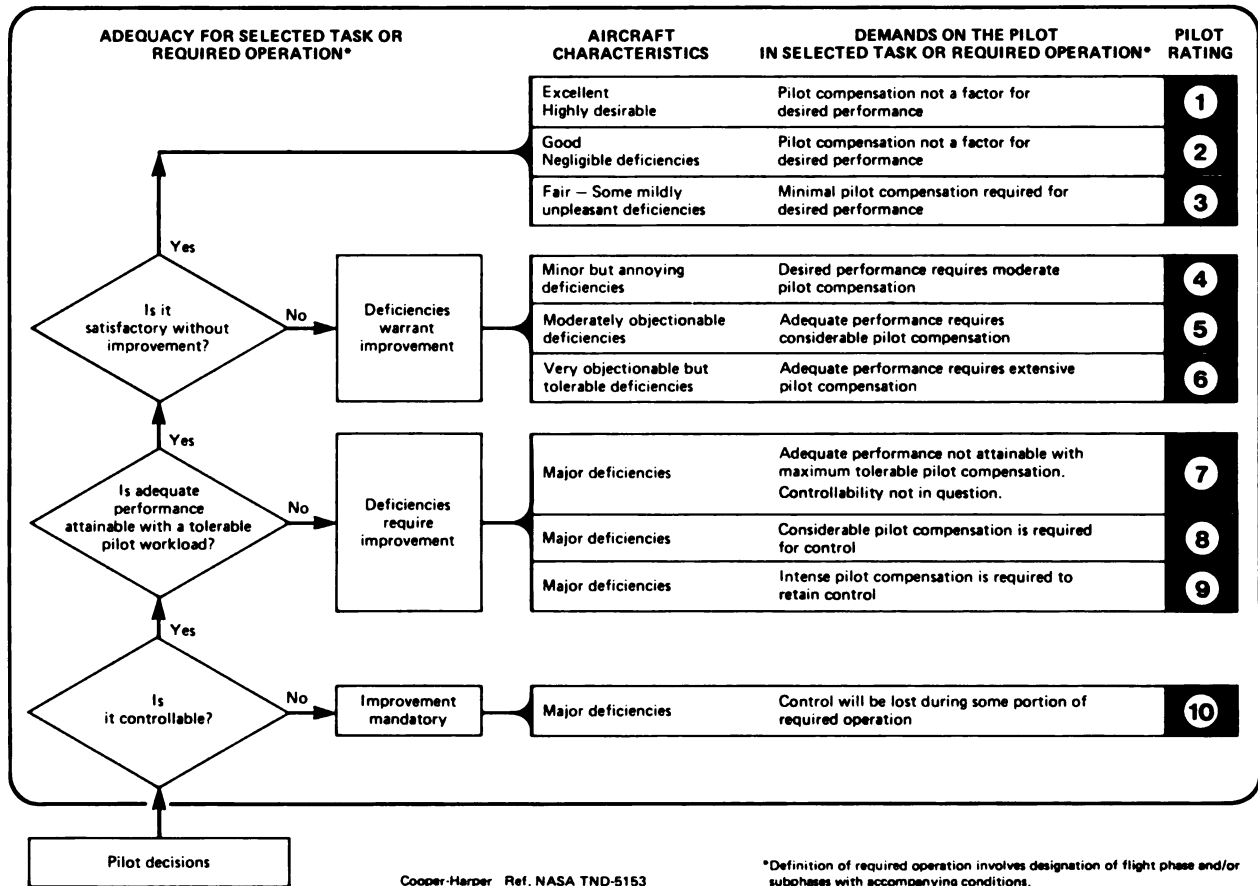 ADEQUACY FOR SELECTED TASK OR
REQUIRED OPERATION*
AIRCRAFT
CHARACTERISTICS
DEMANDS ON THE PILOT
IN SELECTED TASK OR REQUIRED OPERATION*
PILOT
RATING
Excellent
Highly desirable
Pilot compensation not a factor for
desired performance
1
Good
Negligible deficiencies
Pilot compensation not a factor for
desired performance
2
Fair – Some mildly
unpleasant deficiencies
Minimal pilot compensation required for
desired performance
3
Yes
Is it
satisfactory without
improvement?
No
Deficiencies
warrant
improvement
Minor but annoying
deficiencies
Desired performance requires moderate
pilot compensation
4
Moderately objectionable
deficiencies
Adequate performance requires
considerable pilot compensation
5
Very objectionable but
tolerable deficiencies
Adequate performance requires extensive
pilot compensation
6
Yes
Is adequate
performance
attainable with a tolerable
pilot workload?
No
Deficiencies
require
improvement
Major deficiencies
Adequate performance not attainable with
maximum tolerable pilot compensation.
Controllability not in question.
7
Major deficiencies
Considerable pilot compensation is required
for control
8
Major deficiencies
Intense pilot compensation is required to
retain control
9
Yes
Is
it controllable?
No
Improvement
mandatory
Major deficiencies
Control will be lost during some portion of
required operation
10
Pilot decisions
Cooper-Harper Ref. NASA TND-5153
*Definition of required operation involves designation of flight phase and/or
subphases with accompanying conditions.